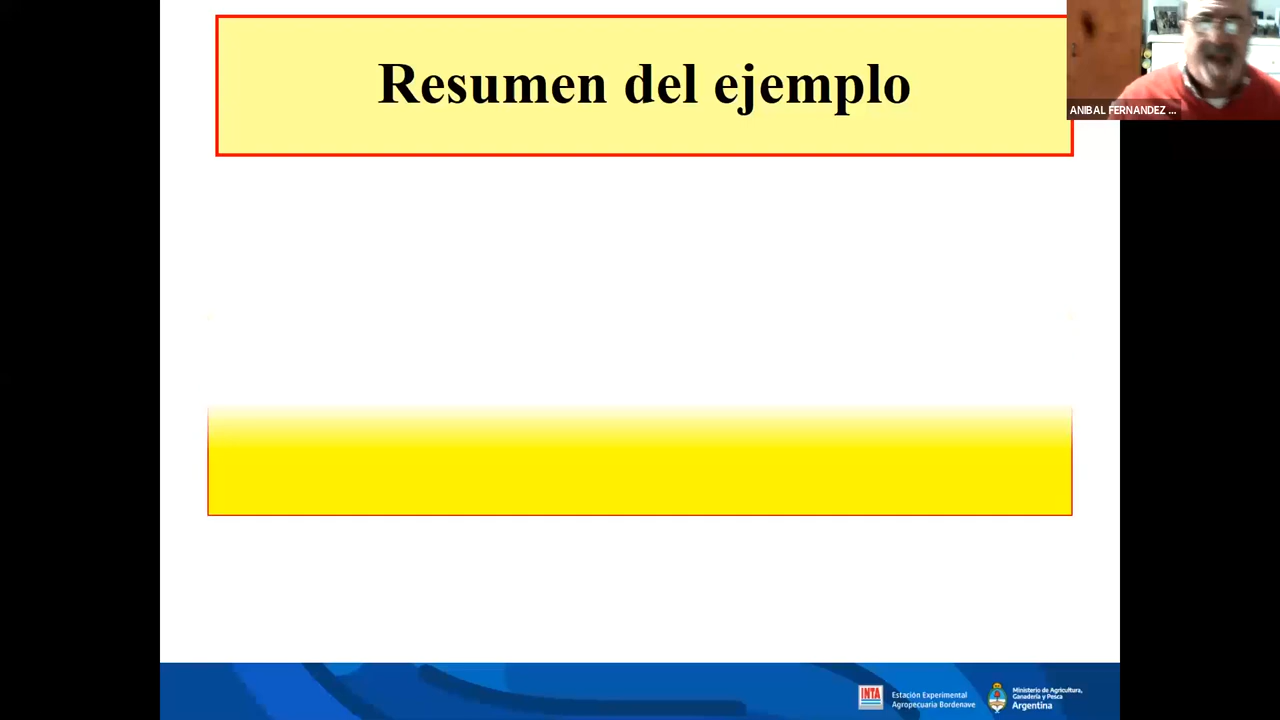 Resumen del ejemplo
ANIBAL FERNANDEZ ...
INTA
Estación Experimental
Agropecuaria Bordenave
Ministerio de Agricultura,
Ganadería y Pesca
Argentina